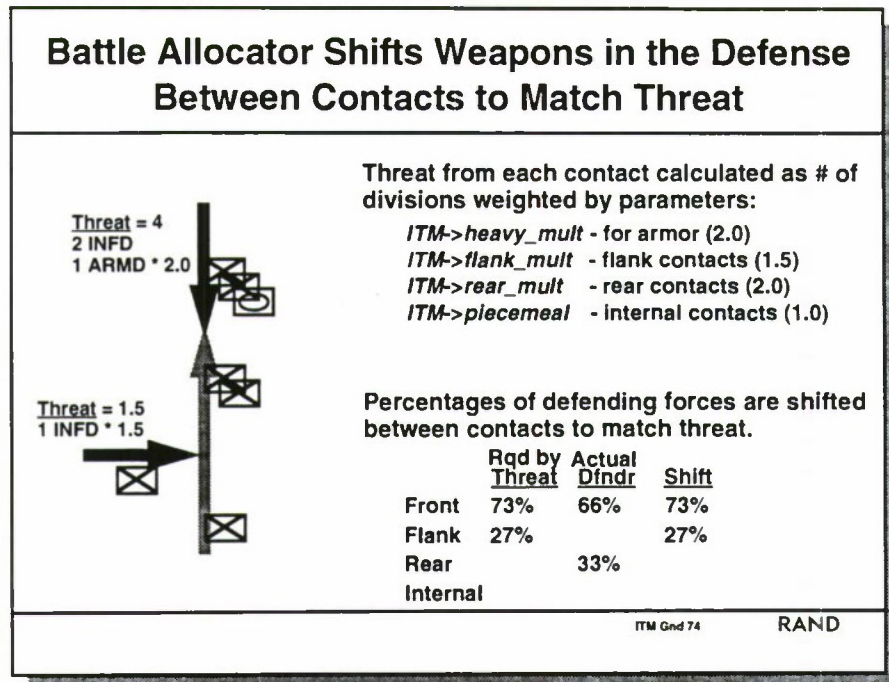 Battle Allocator Shifts Weapons in the Defense
Between Contacts to Match Threat
Threat = 4
2 INFD
1 ARMD * 2.0
Threat = 1.5
1 INFD * 1.5
Threat from each contact calculated as # of
divisions weighted by parameters:
ITM->heavy_mult - for armor (2.0)
ITM->flank_mult - flank contacts (1.5)
ITM->rear_mult - rear contacts (2.0)
ITM->piecemeal - internal contacts (1.0)
Percentages of defending forces are shifted
between contacts to match threat.
Rqd by Actual
Threat Dfndr Shift
Front 73% 66% 73%
Flank 27% 27%
Rear 33%
Internal
ITM Gnd 74 RAND